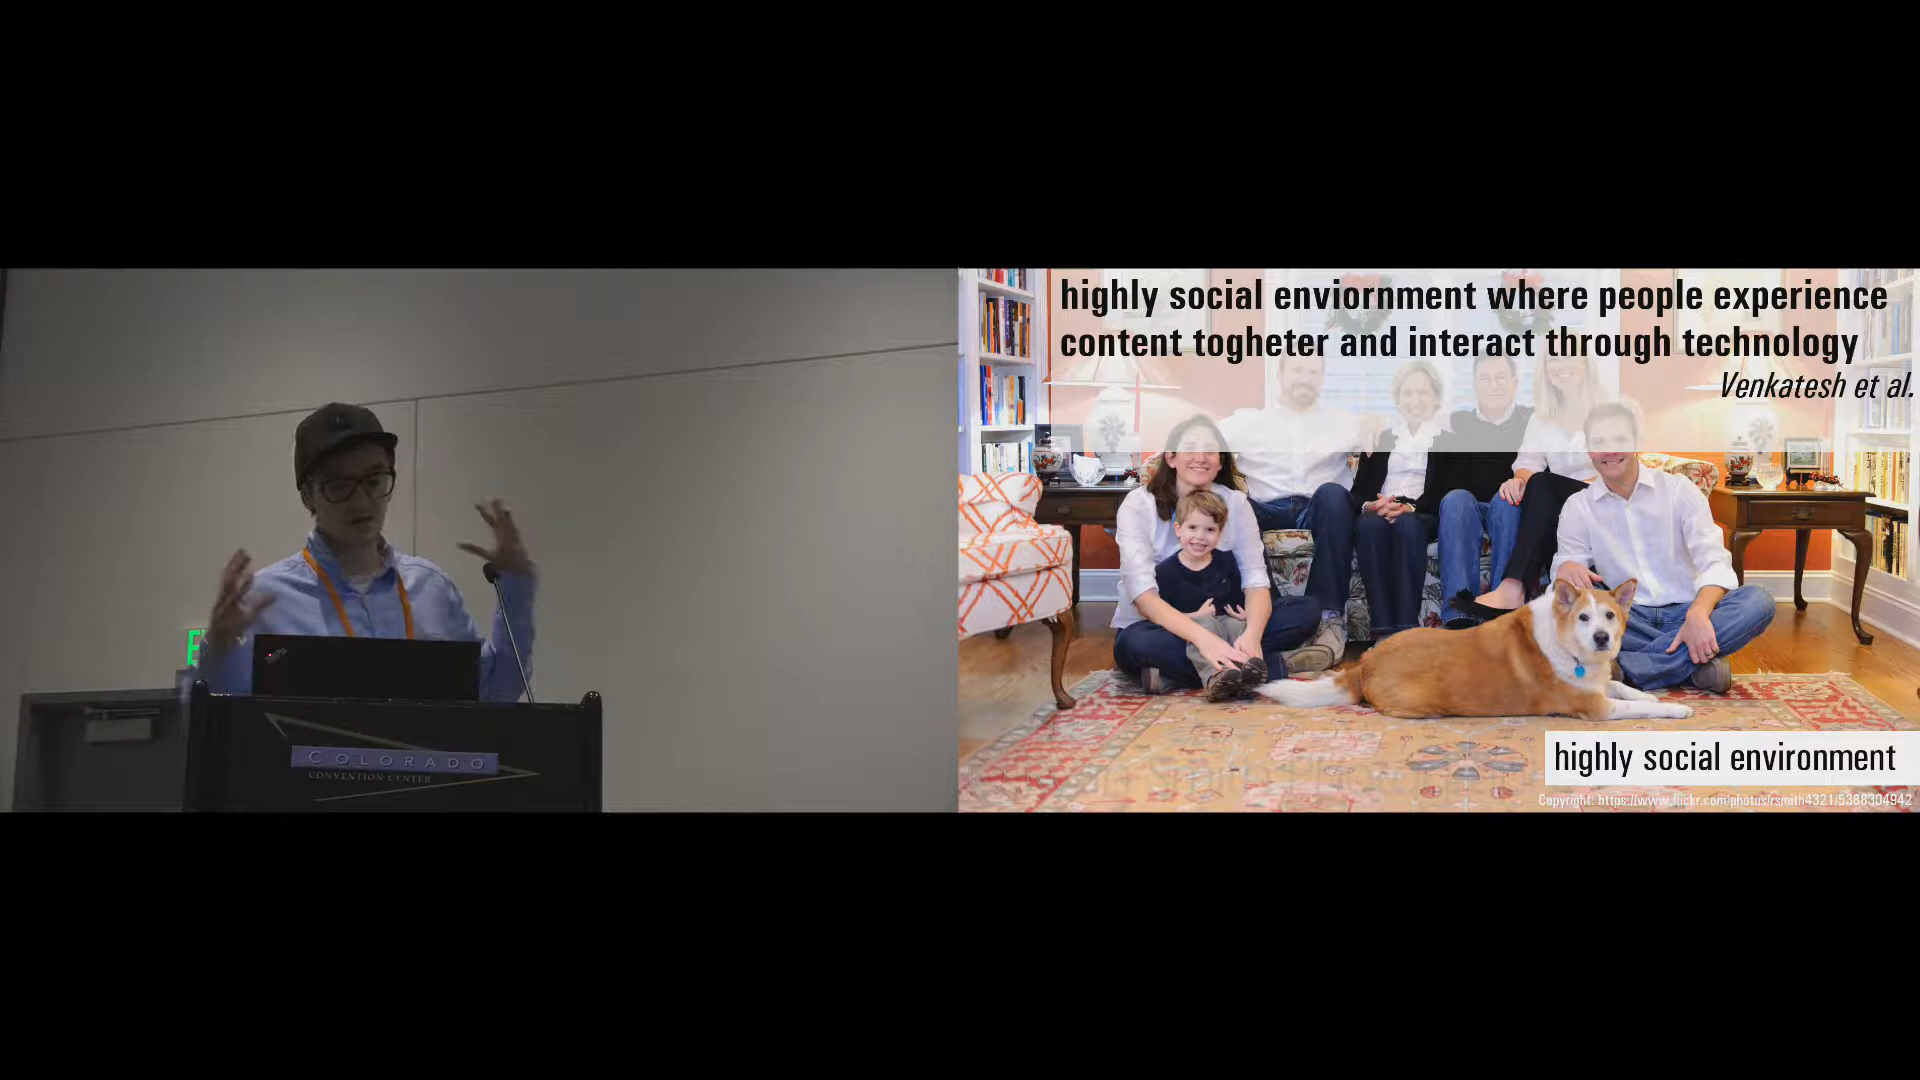 COLORADO
CONVENTION CENTER
highly social enviornment where people experience
content togheter and interact through technology
Venkatesh et al.
highly social environment
Copyright: https://www.flickr.com/photos/rsmith4321/5368304942